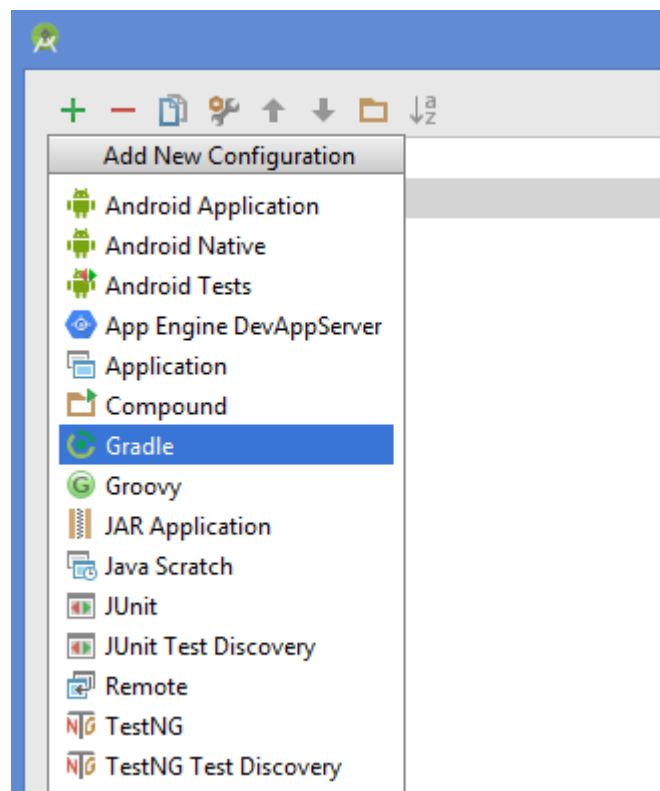 Add New Configuration
Android Application
Android Native
Android Tests
App Engine DevAppServer
Application
Compound
Gradle
Groovy
JAR Application
Java Scratch
JUnit
JUnit Test Discovery
Remote
TestNG
TestNG Test Discovery